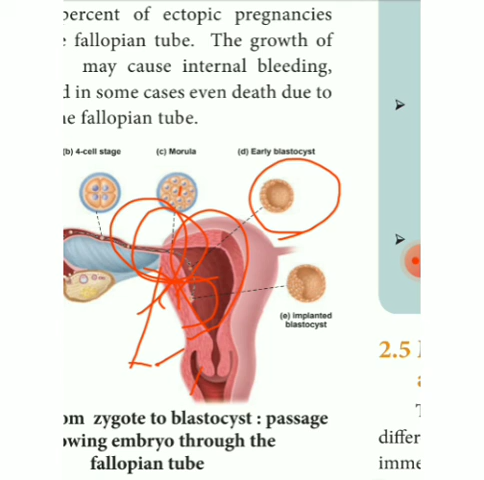 percent of ectopic pregnancies
fallopian tube. The growth of
may cause internal bleeding,
in some cases even death due to
fallopian tube.
(b) 4-cell stage (c) Morula (d) Early blastocyst
(e) Implanted
blastocyst
zygote to blastocyst : passage
embryo through the
fallopian tube
2.5
differ
imme